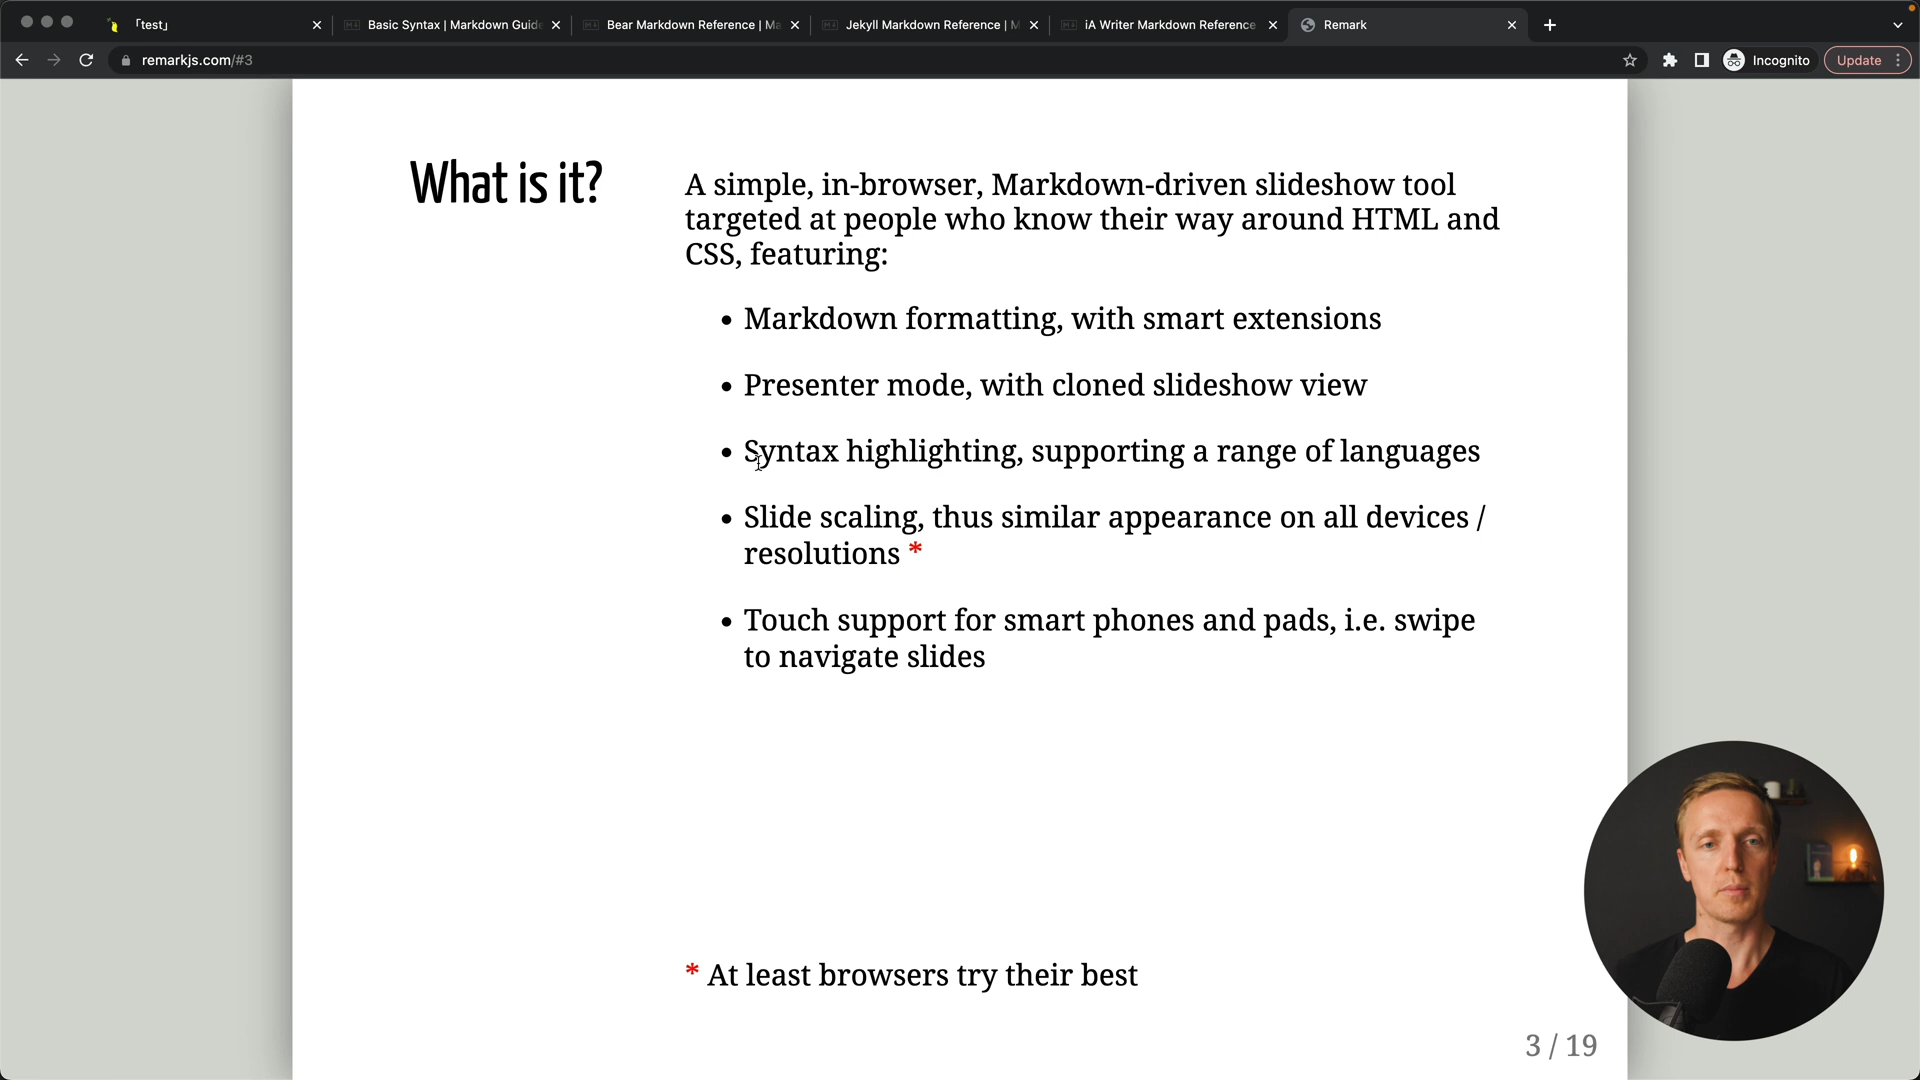 「test」
Basic Syntax | Markdown Guide
Bear Markdown Reference | Ma
Jekyll Markdown Reference | M
iA Writer Markdown Reference
Remark
remarkjs.com/#3
Incognito
Update
What is it?
A simple, in-browser, Markdown-driven slideshow tool
targeted at people who know their way around HTML and
CSS, featuring:
• Markdown formatting, with smart extensions
• Presenter mode, with cloned slideshow view
• Syntax highlighting, supporting a range of languages
• Slide scaling, thus similar appearance on all devices /
resolutions *
• Touch support for smart phones and pads, i.e. swipe
to navigate slides
* At least browsers try their best
3 / 19